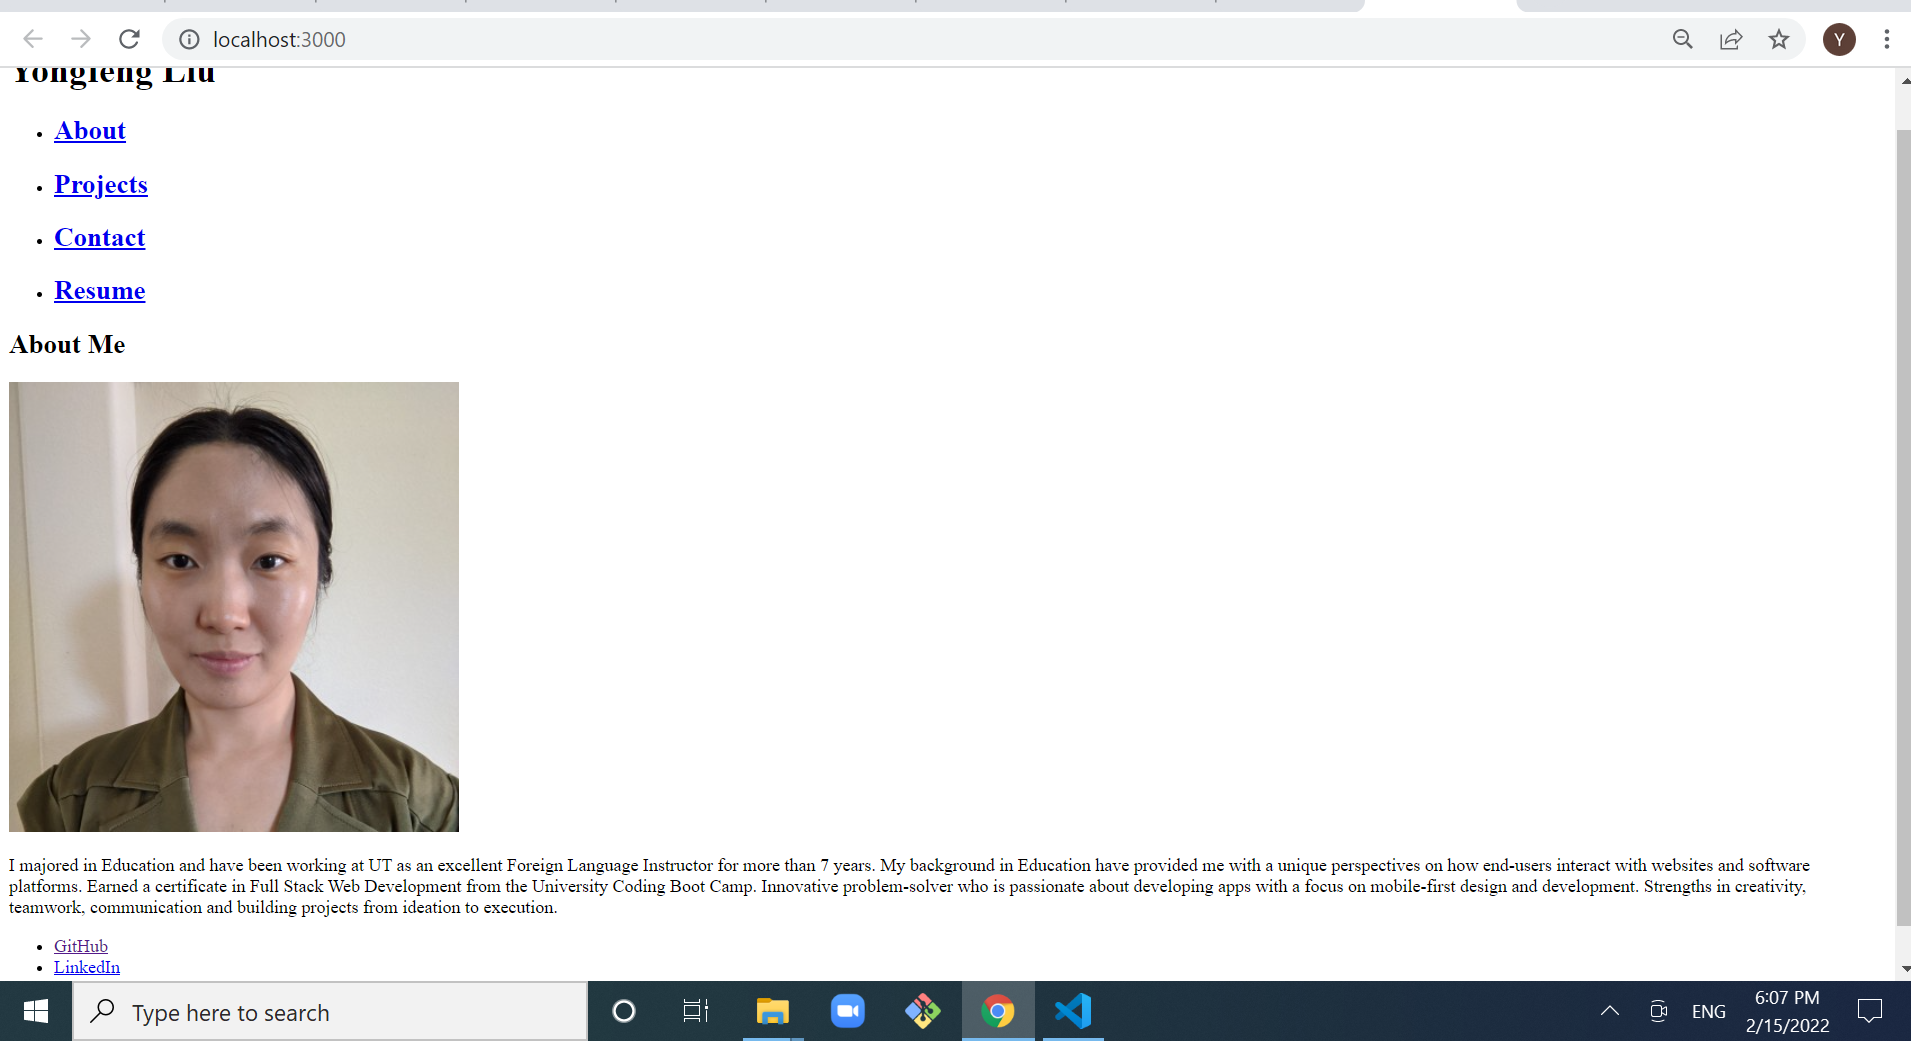 localhost:3000
Y
Yongfeng Liu
About
Projects
Contact
Resume
About Me
I majored in Education and have been working at UT as an excellent Foreign Language Instructor for more than 7 years. My background in Education have provided me with a unique perspectives on how end-users interact with websites and software
platforms. Earned a certificate in Full Stack Web Development from the University Coding Boot Camp. Innovative problem-solver who is passionate about developing apps with a focus on mobile-first design and development. Strengths in creativity,
teamwork, communication and building projects from ideation to execution.
GitHub
LinkedIn
Type here to search
ENG
6:07 PM
2/15/2022